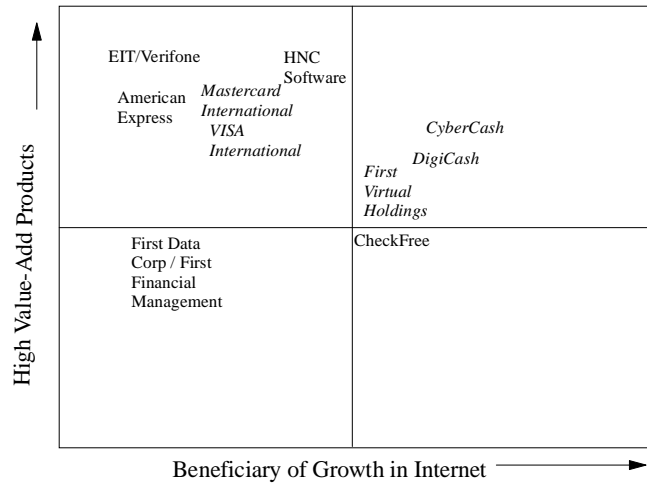 High Value-Add Products
EIT/Verifone
HNC
Software
American
Express
Mastercard
International
VISA
International
CyberCash
DigiCash
First
Virtual
Holdings
First Data
Corp / First
Financial
Management
CheckFree
Beneficiary of Growth in Internet